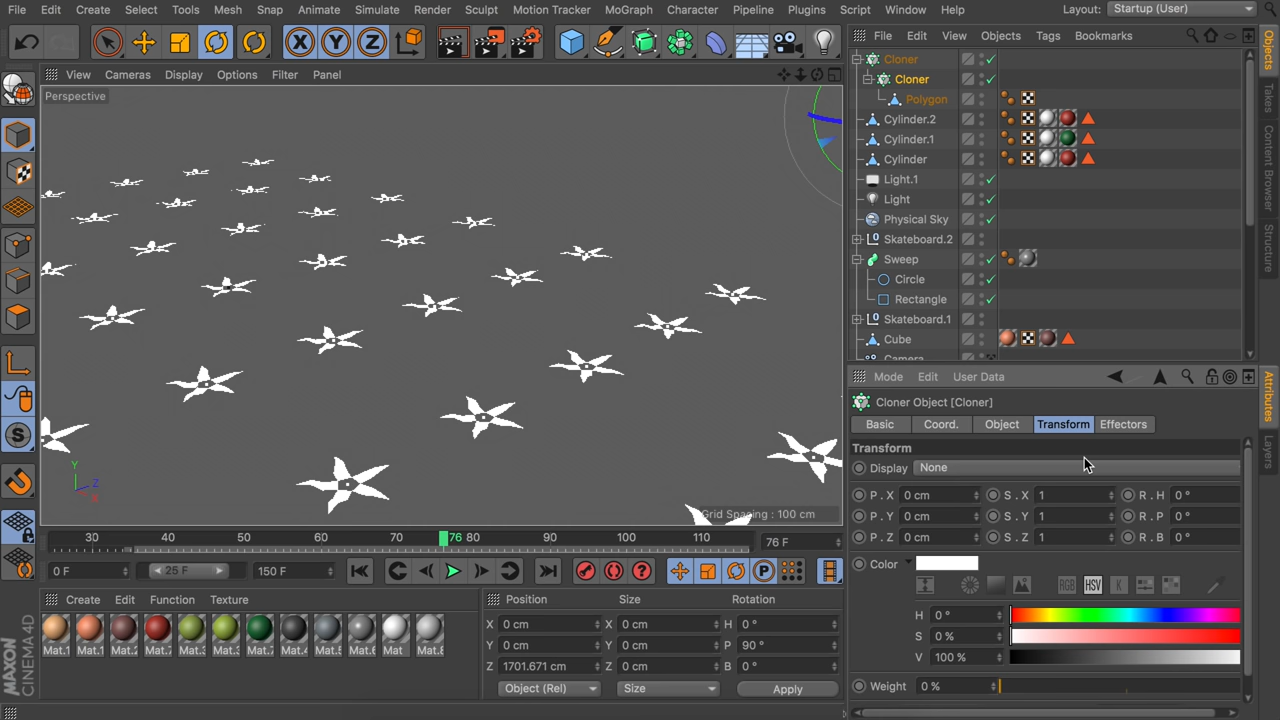 File Edit Create Select Tools Mesh Snap Animate Simulate Render Sculpt Motion Tracker MoGraph Character Pipeline Plugins Script Window Help Layout: Startup (User)
View Cameras Display Options Filter Panel
Perspective
Grid Spacing : 100 cm
Y
Z
X
30 40 50 60 70 76 80 90 100 110 76 F
0 F 25 F 150 F
Create Edit Function Texture
Mat.1 Mat.1 Mat.2 Mat.7 Mat.3 Mat.3 Mat.7 Mat.4 Mat.5 Mat.6 Mat Mat.8
MAXON CINEMA 4D
Position Size Rotation
X 0 cm X 0 cm H 0 °
Y 0 cm Y 0 cm P 90 °
Z 1701.671 cm Z 0 cm B 0 °
Object (Rel) Size Apply
File Edit View Objects Tags Bookmarks
Cloner
Cloner
Polygon
Cylinder.2
Cylinder.1
Cylinder
Light.1
Light
Physical Sky
Skateboard.2
Sweep
Circle
Rectangle
Skateboard.1
Cube
Camera
Objects
Takes
Content Browser
Structure
Mode Edit User Data
Cloner Object [Cloner]
Basic Coord. Object Transform Effectors
Transform
Display None
P . X 0 cm S . X 1 R . H 0 °
P . Y 0 cm S . Y 1 R . P 0 °
P . Z 0 cm S . Z 1 R . B 0 °
Color
RGB HSV K
H 0 °
S 0 %
V 100 %
Weight 0 %
Attributes
Layers